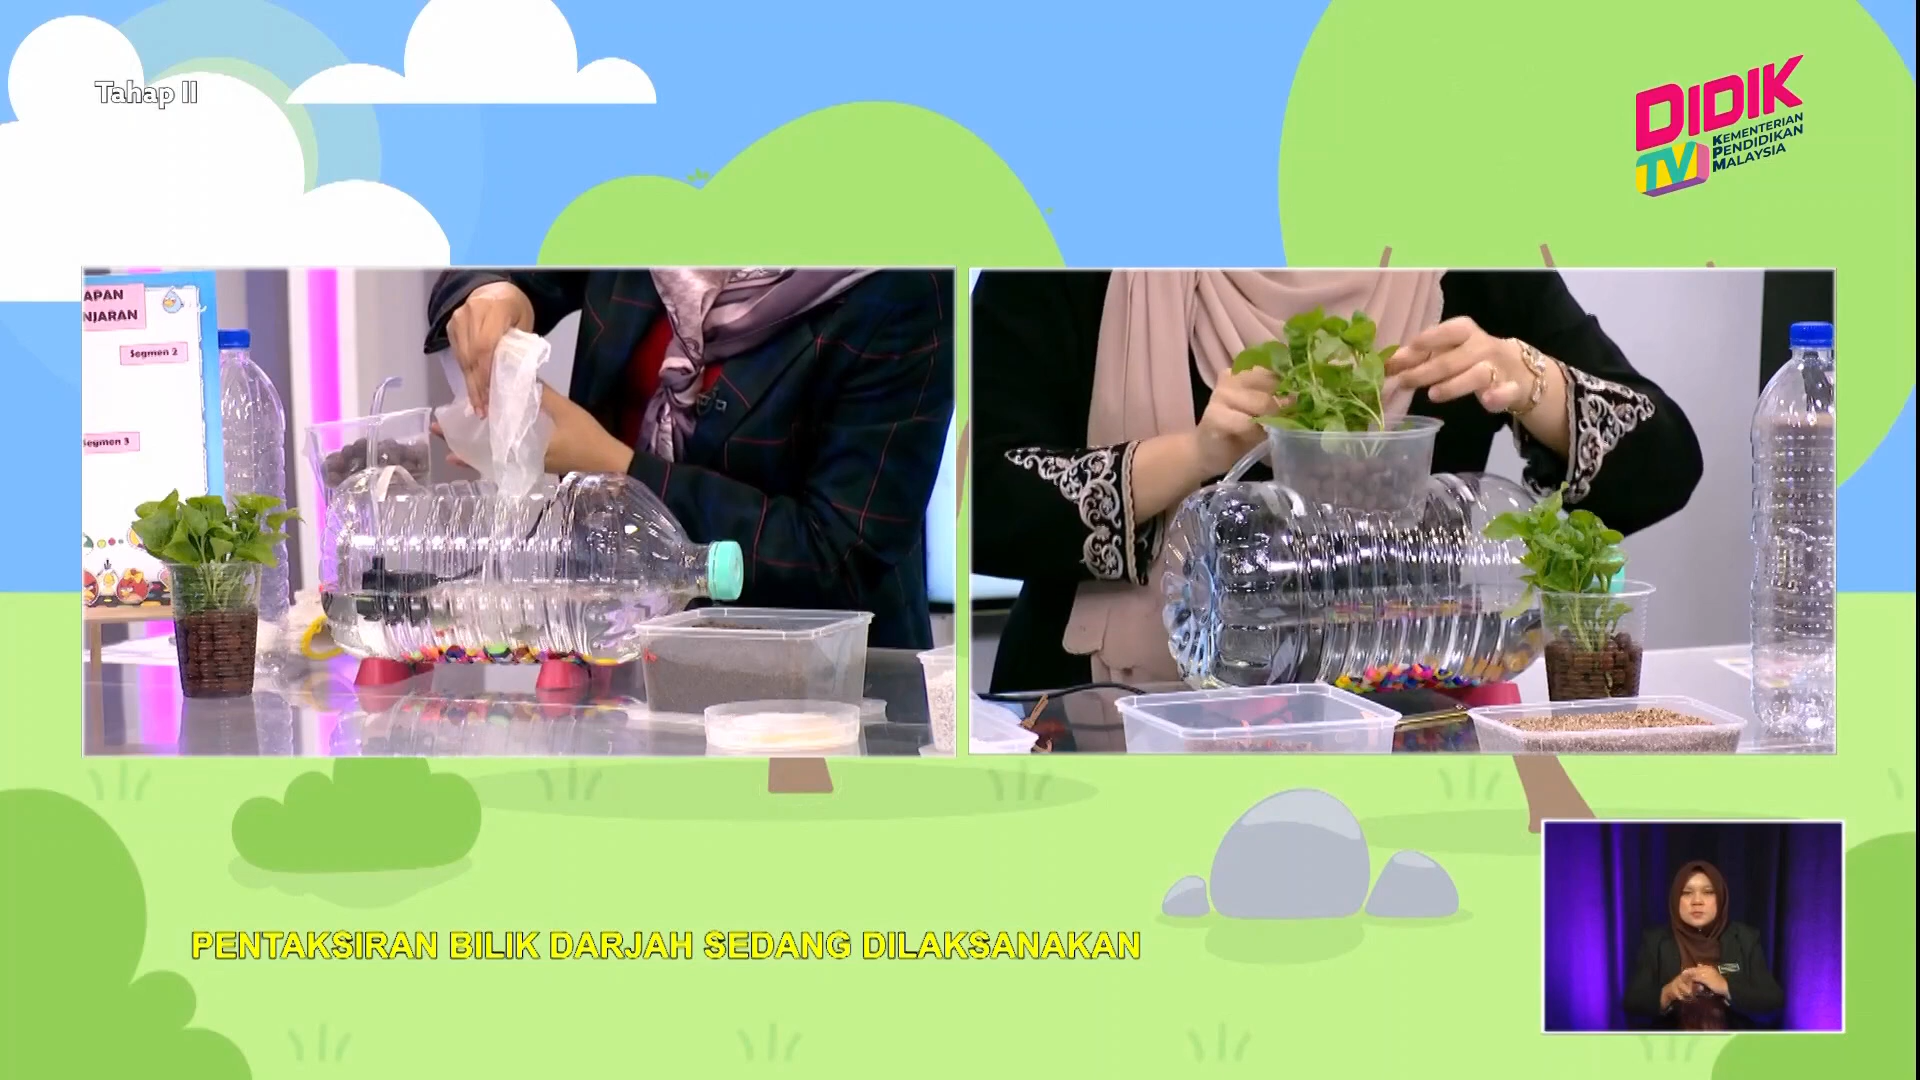 Tahap II
DIDIK
TV
KEMENTERIAN
PENDIDIKAN
MALAYSIA
APAN
NJARAN
Segmen 2
Segmen 3
PENTAKSIRAN BILIK DARJAH SEDANG DILAKSANAKAN